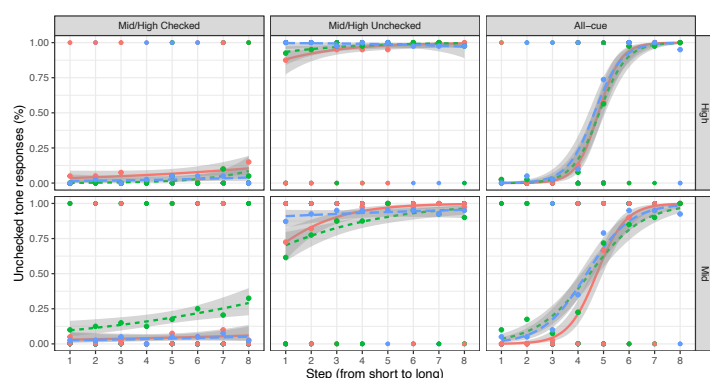 Mid/High Checked Mid/High Unchecked All-cue
1.00
0.75
0.50
0.25
0.00
High
1.00
0.75
0.50
0.25
0.00
Mid
Unchecked tone responses (%)
1 2 3 4 5 6 7 8 1 2 3 4 5 6 7 8 1 2 3 4 5 6 7 8
Step (from short to long)